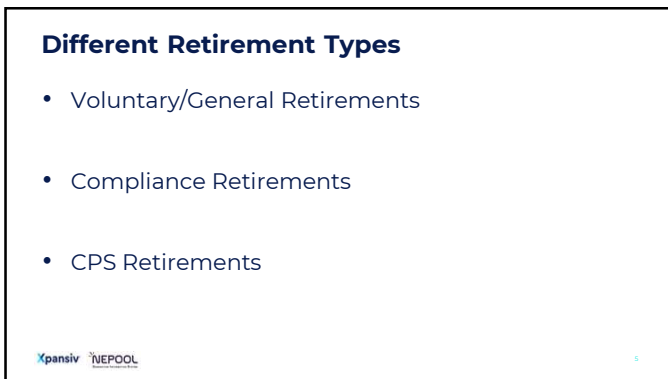 Different Retirement Types
• Voluntary/General Retirements
• Compliance Retirements
• CPS Retirements
Xpansiv NEPOOL
5